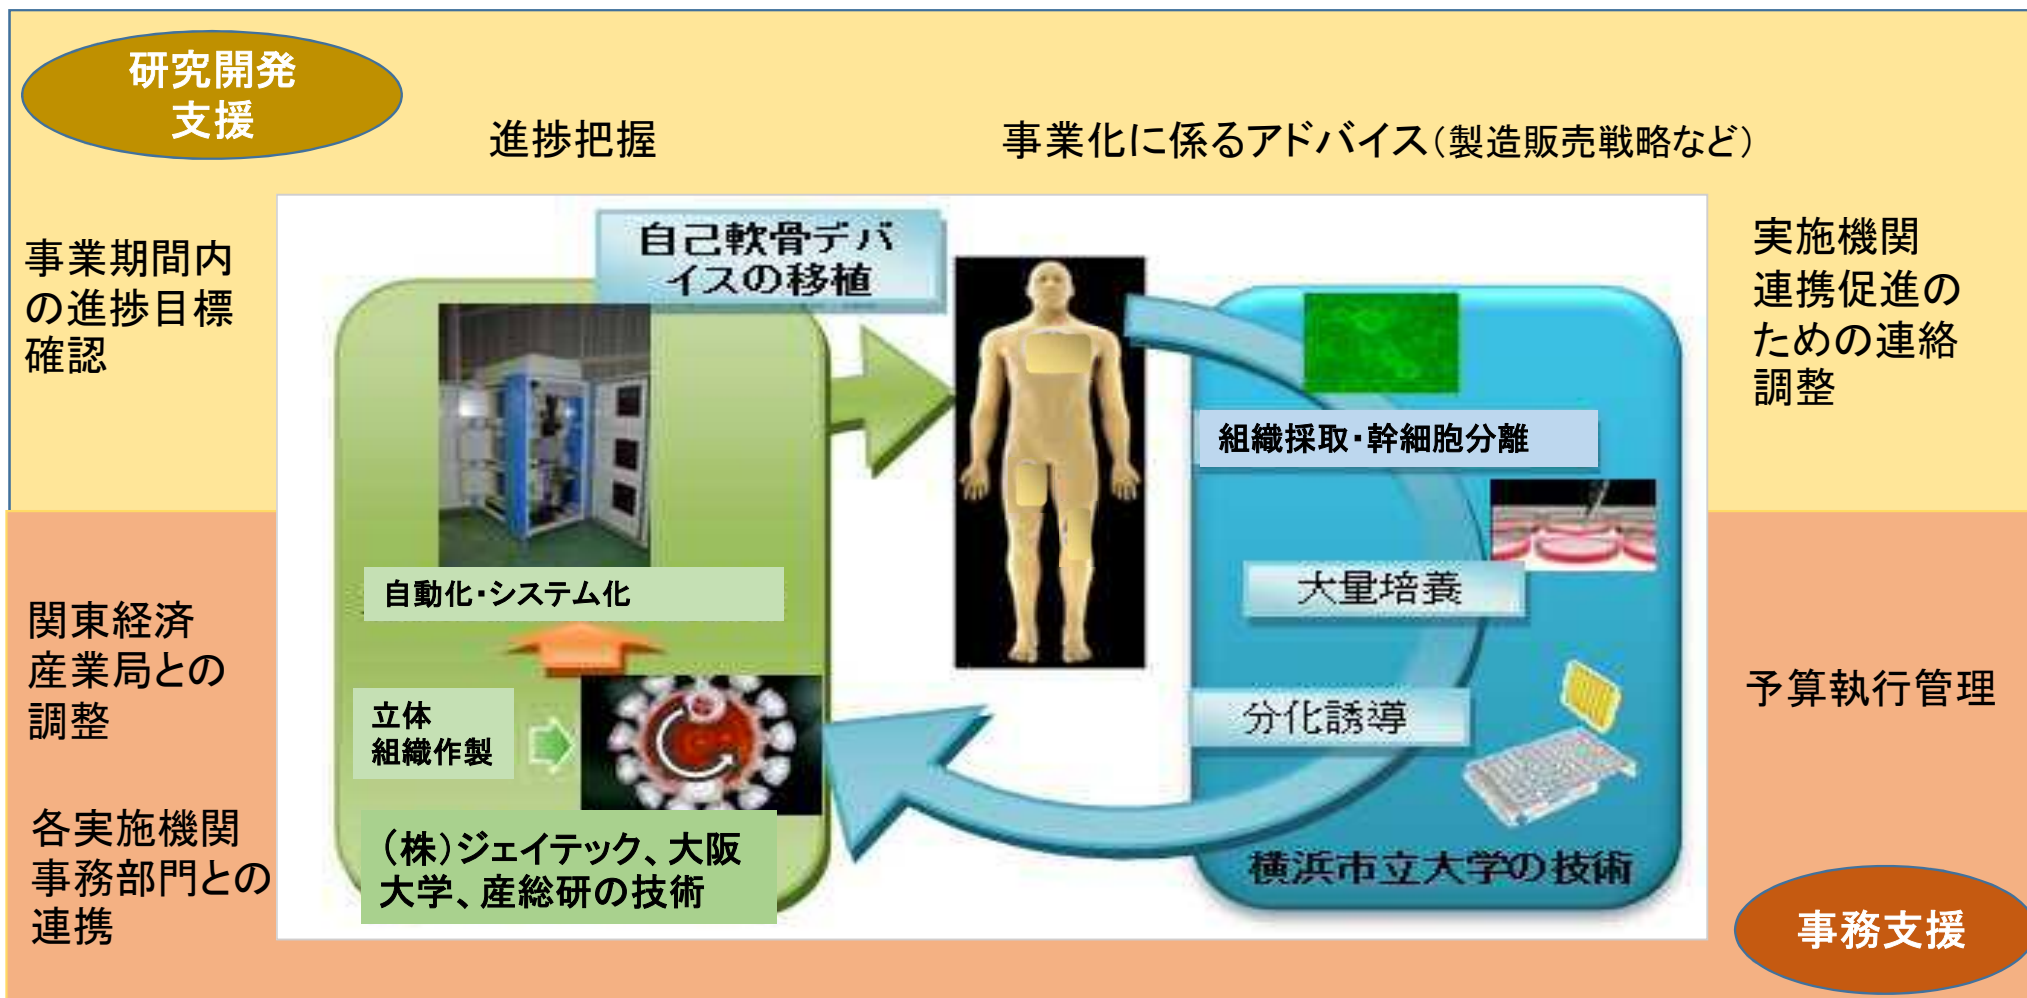 研究開発
支援
進捗把握
事業化に係るアドバイス（製造販売戦略など）
事業期間内
の進捗目標
確認
実施機関
連携促進の
ための連絡
調整
自己軟骨デバ
イスの移植
組織採取・幹細胞分離
大量培養
分化誘導
横浜市立大学の技術
自動化・システム化
立体
組織作製
（株）ジェイテック、大阪
大学、産総研の技術
関東経済
産業局との
調整
各実施機関
事務部門との
連携
予算執行管理
事務支援